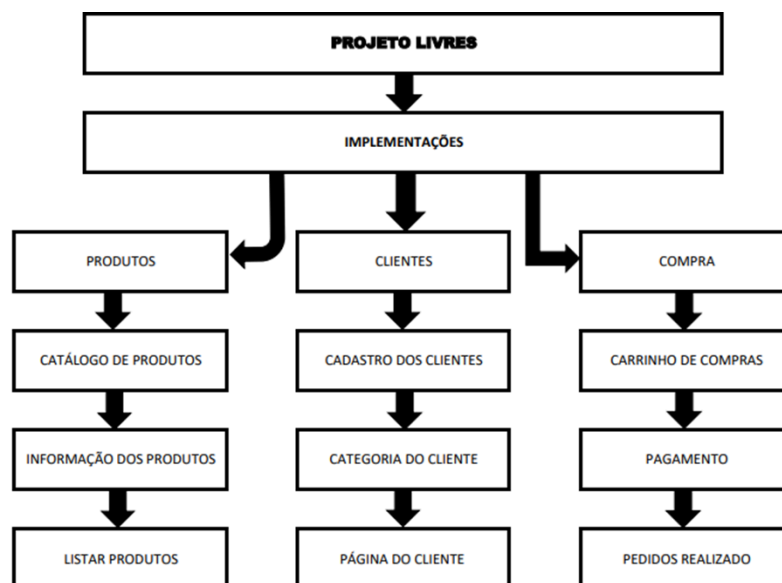 PROJETO LIVRES
IMPLEMENTAÇÕES
PRODUTOS
CLIENTES
COMPRA
CATÁLOGO DE PRODUTOS
CADASTRO DOS CLIENTES
CARRINHO DE COMPRAS
INFORMAÇÃO DOS PRODUTOS
CATEGORIA DO CLIENTE
PAGAMENTO
LISTAR PRODUTOS
PÁGINA DO CLIENTE
PEDIDOS REALIZADO